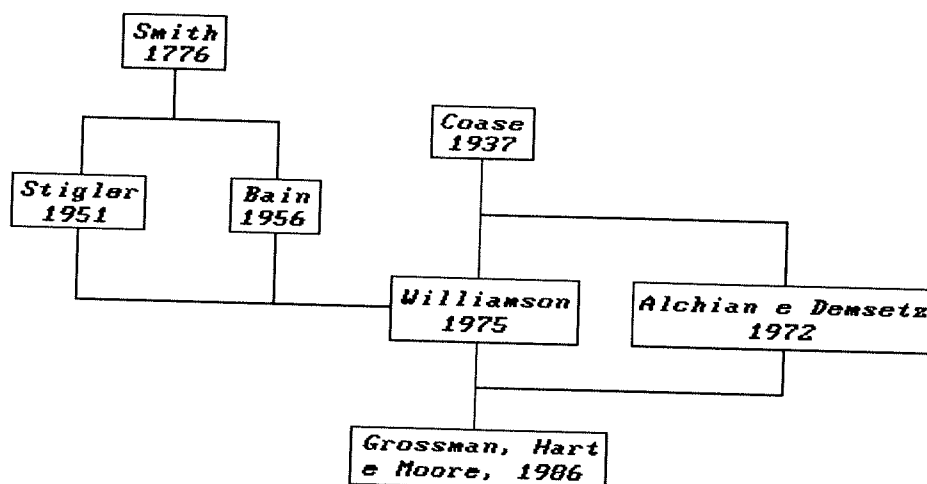 Smith
1776
Coase
1937
Stigler
1951
Bain
1956
Williamson
1975
Alchian e Demsetz
1972
Grossman, Hart
e Moore, 1986